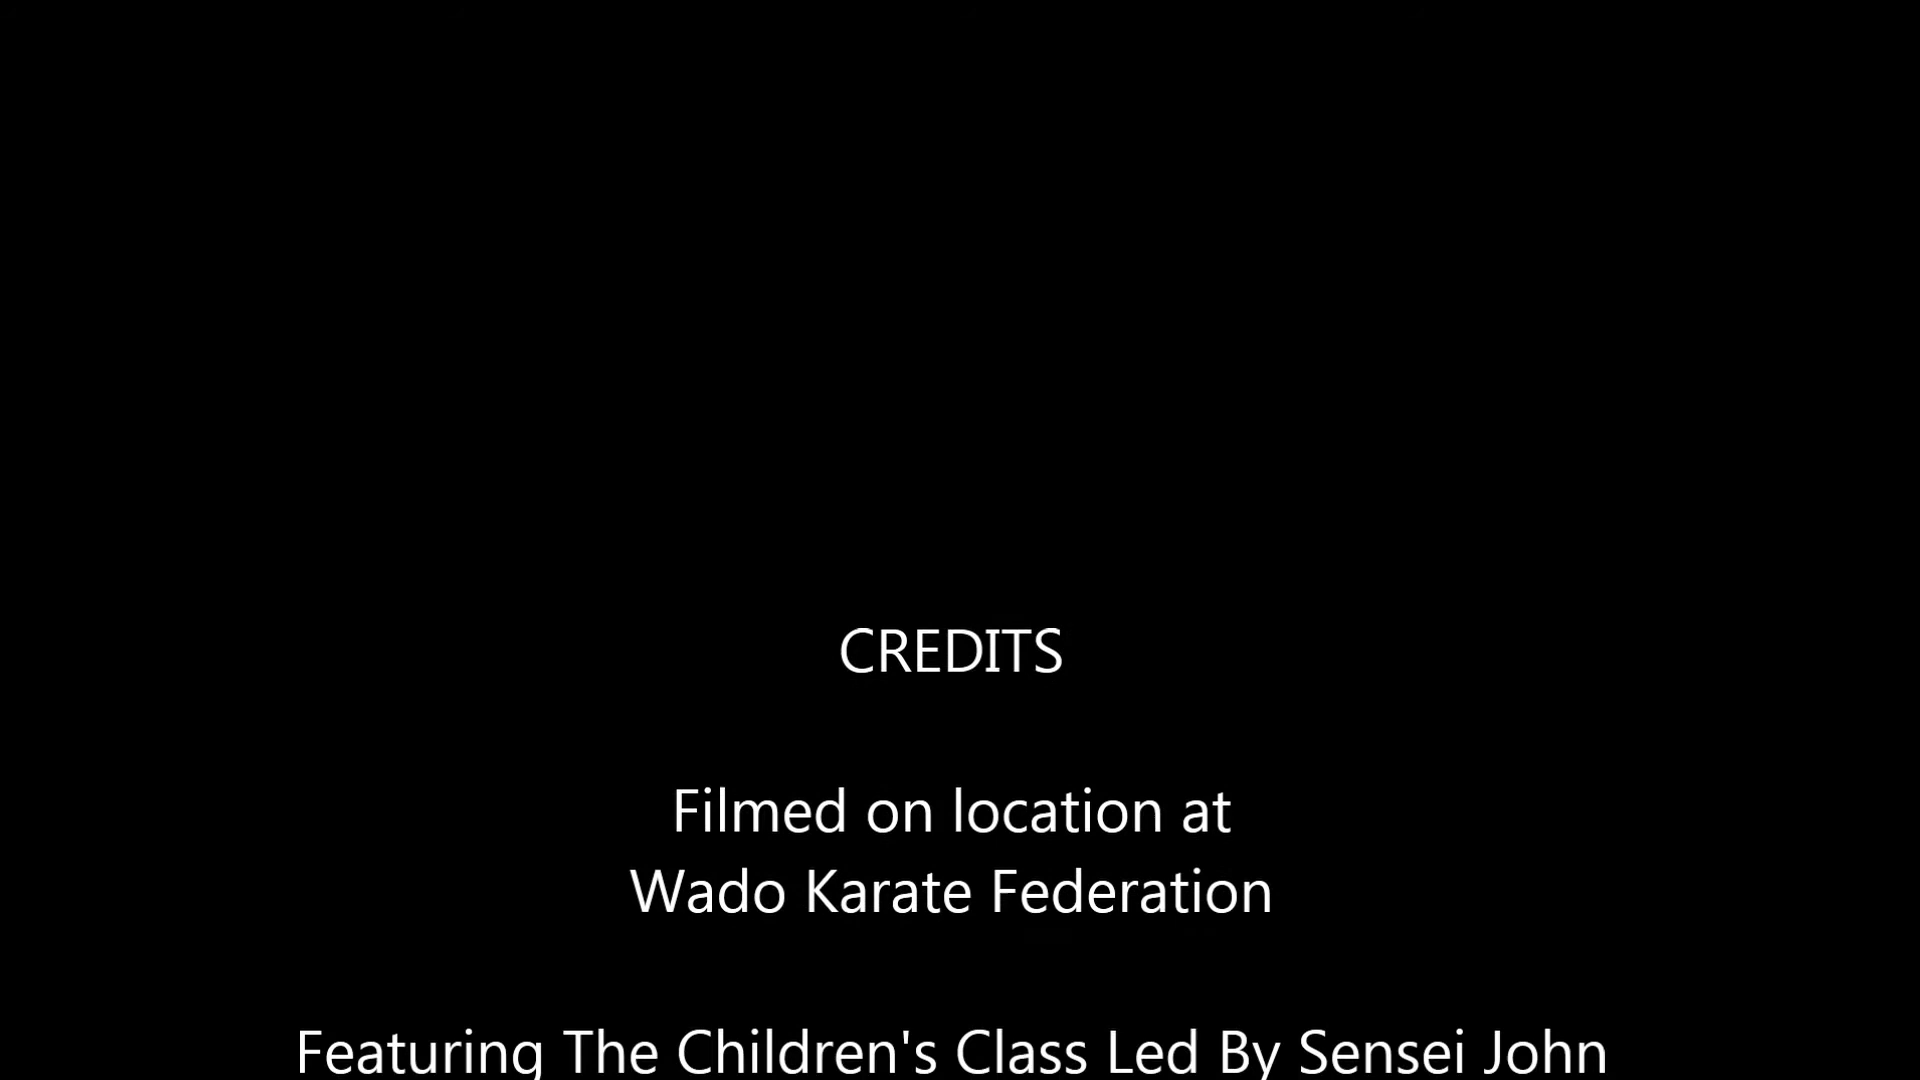 CREDITS
Filmed on location at
Wado Karate Federation
Featuring The Children's Class Led By Sensei John